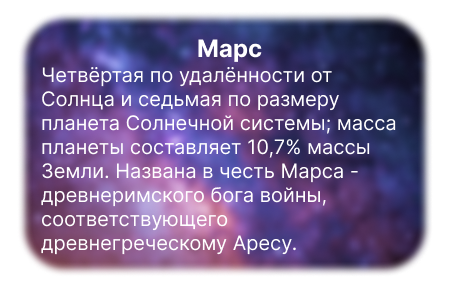 Марс
Четвёртая по удалённости от
Солнца и седьмая по размеру
планета Солнечной системы; масса
планеты составляет 10,7% массы
Земли. Названа в честь Марса -
древнеримского бога войны,
соответствующего
древнегреческому Аресу.